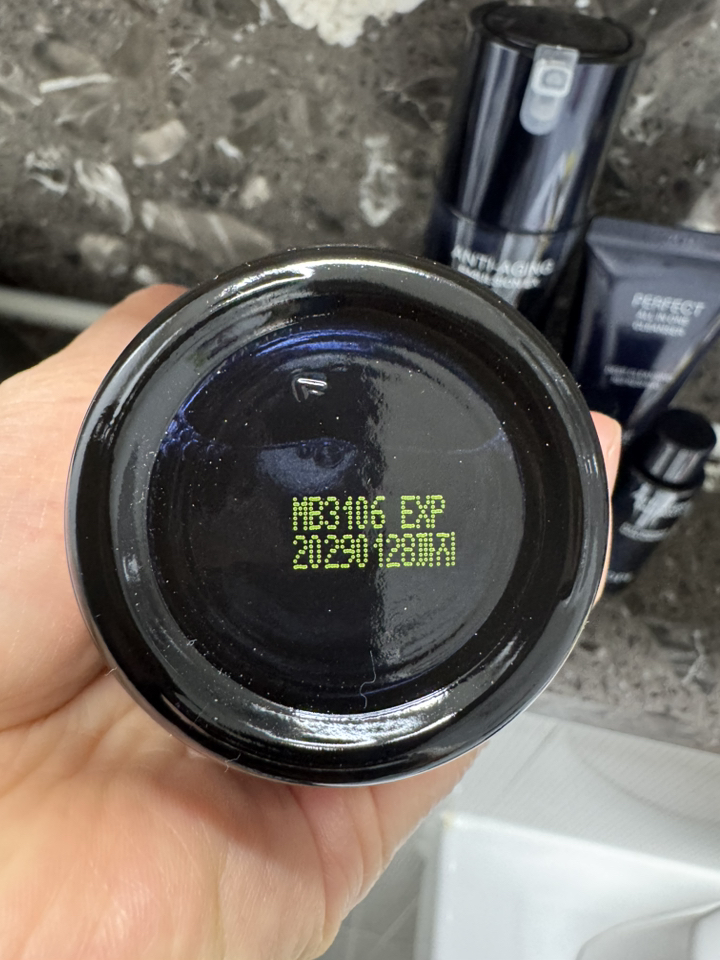 ANTI-AGING
PERFECT
ALL IN ONE
CLEANSER
MB3106 EXP
20290128까지